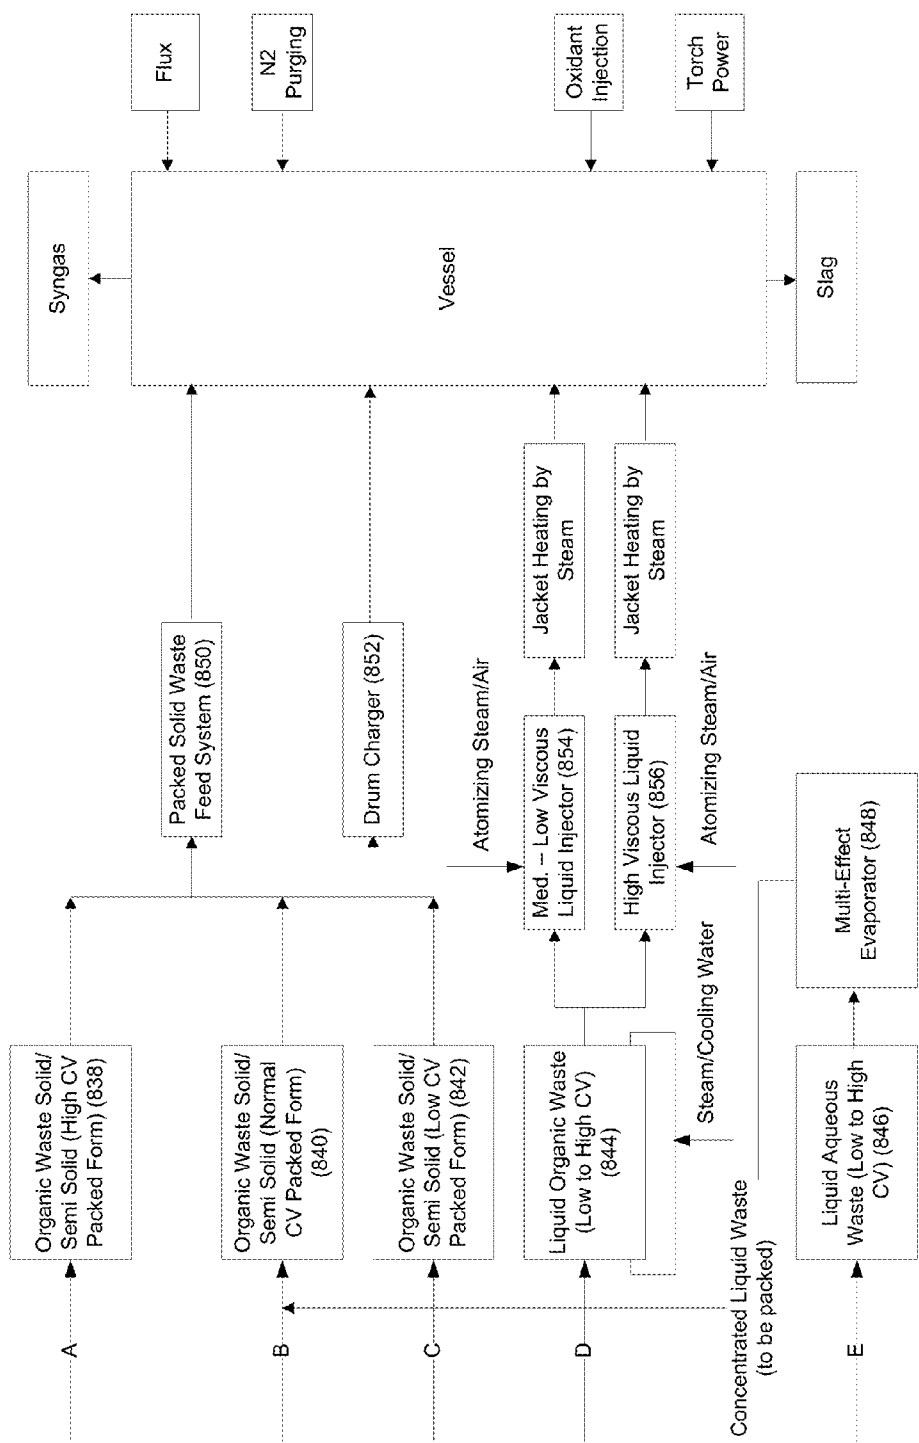 A
Organic Waste Solid/
Semi Solid (High CV
Packed Form) (838)
B
Organic Waste Solid/
Semi Solid (Normal
CV Packed Form)
(840)
C
Organic Waste Solid/
Semi Solid (Low CV
Packed Form) (842)
D
Liquid Organic Waste
(Low to High CV)
(844)
Steam/Cooling Water
Concentrated Liquid Waste
(to be packed)
E
Liquid Aqueous
Waste (Low to High
CV) (846)
Multi-Effect
Evaporator (848)
Packed Solid Waste
Feed System (850)
Drum Charger (852)
Atomizing Steam/Air
Med. – Low Viscous
Liquid Injector (854)
High Viscous Liquid
Injector (856)
Atomizing Steam/Air
Jacket Heating by
Steam
Jacket Heating by
Steam
Syngas
Vessel
Slag
Flux
N2
Purging
Oxidant
Injection
Torch
Power